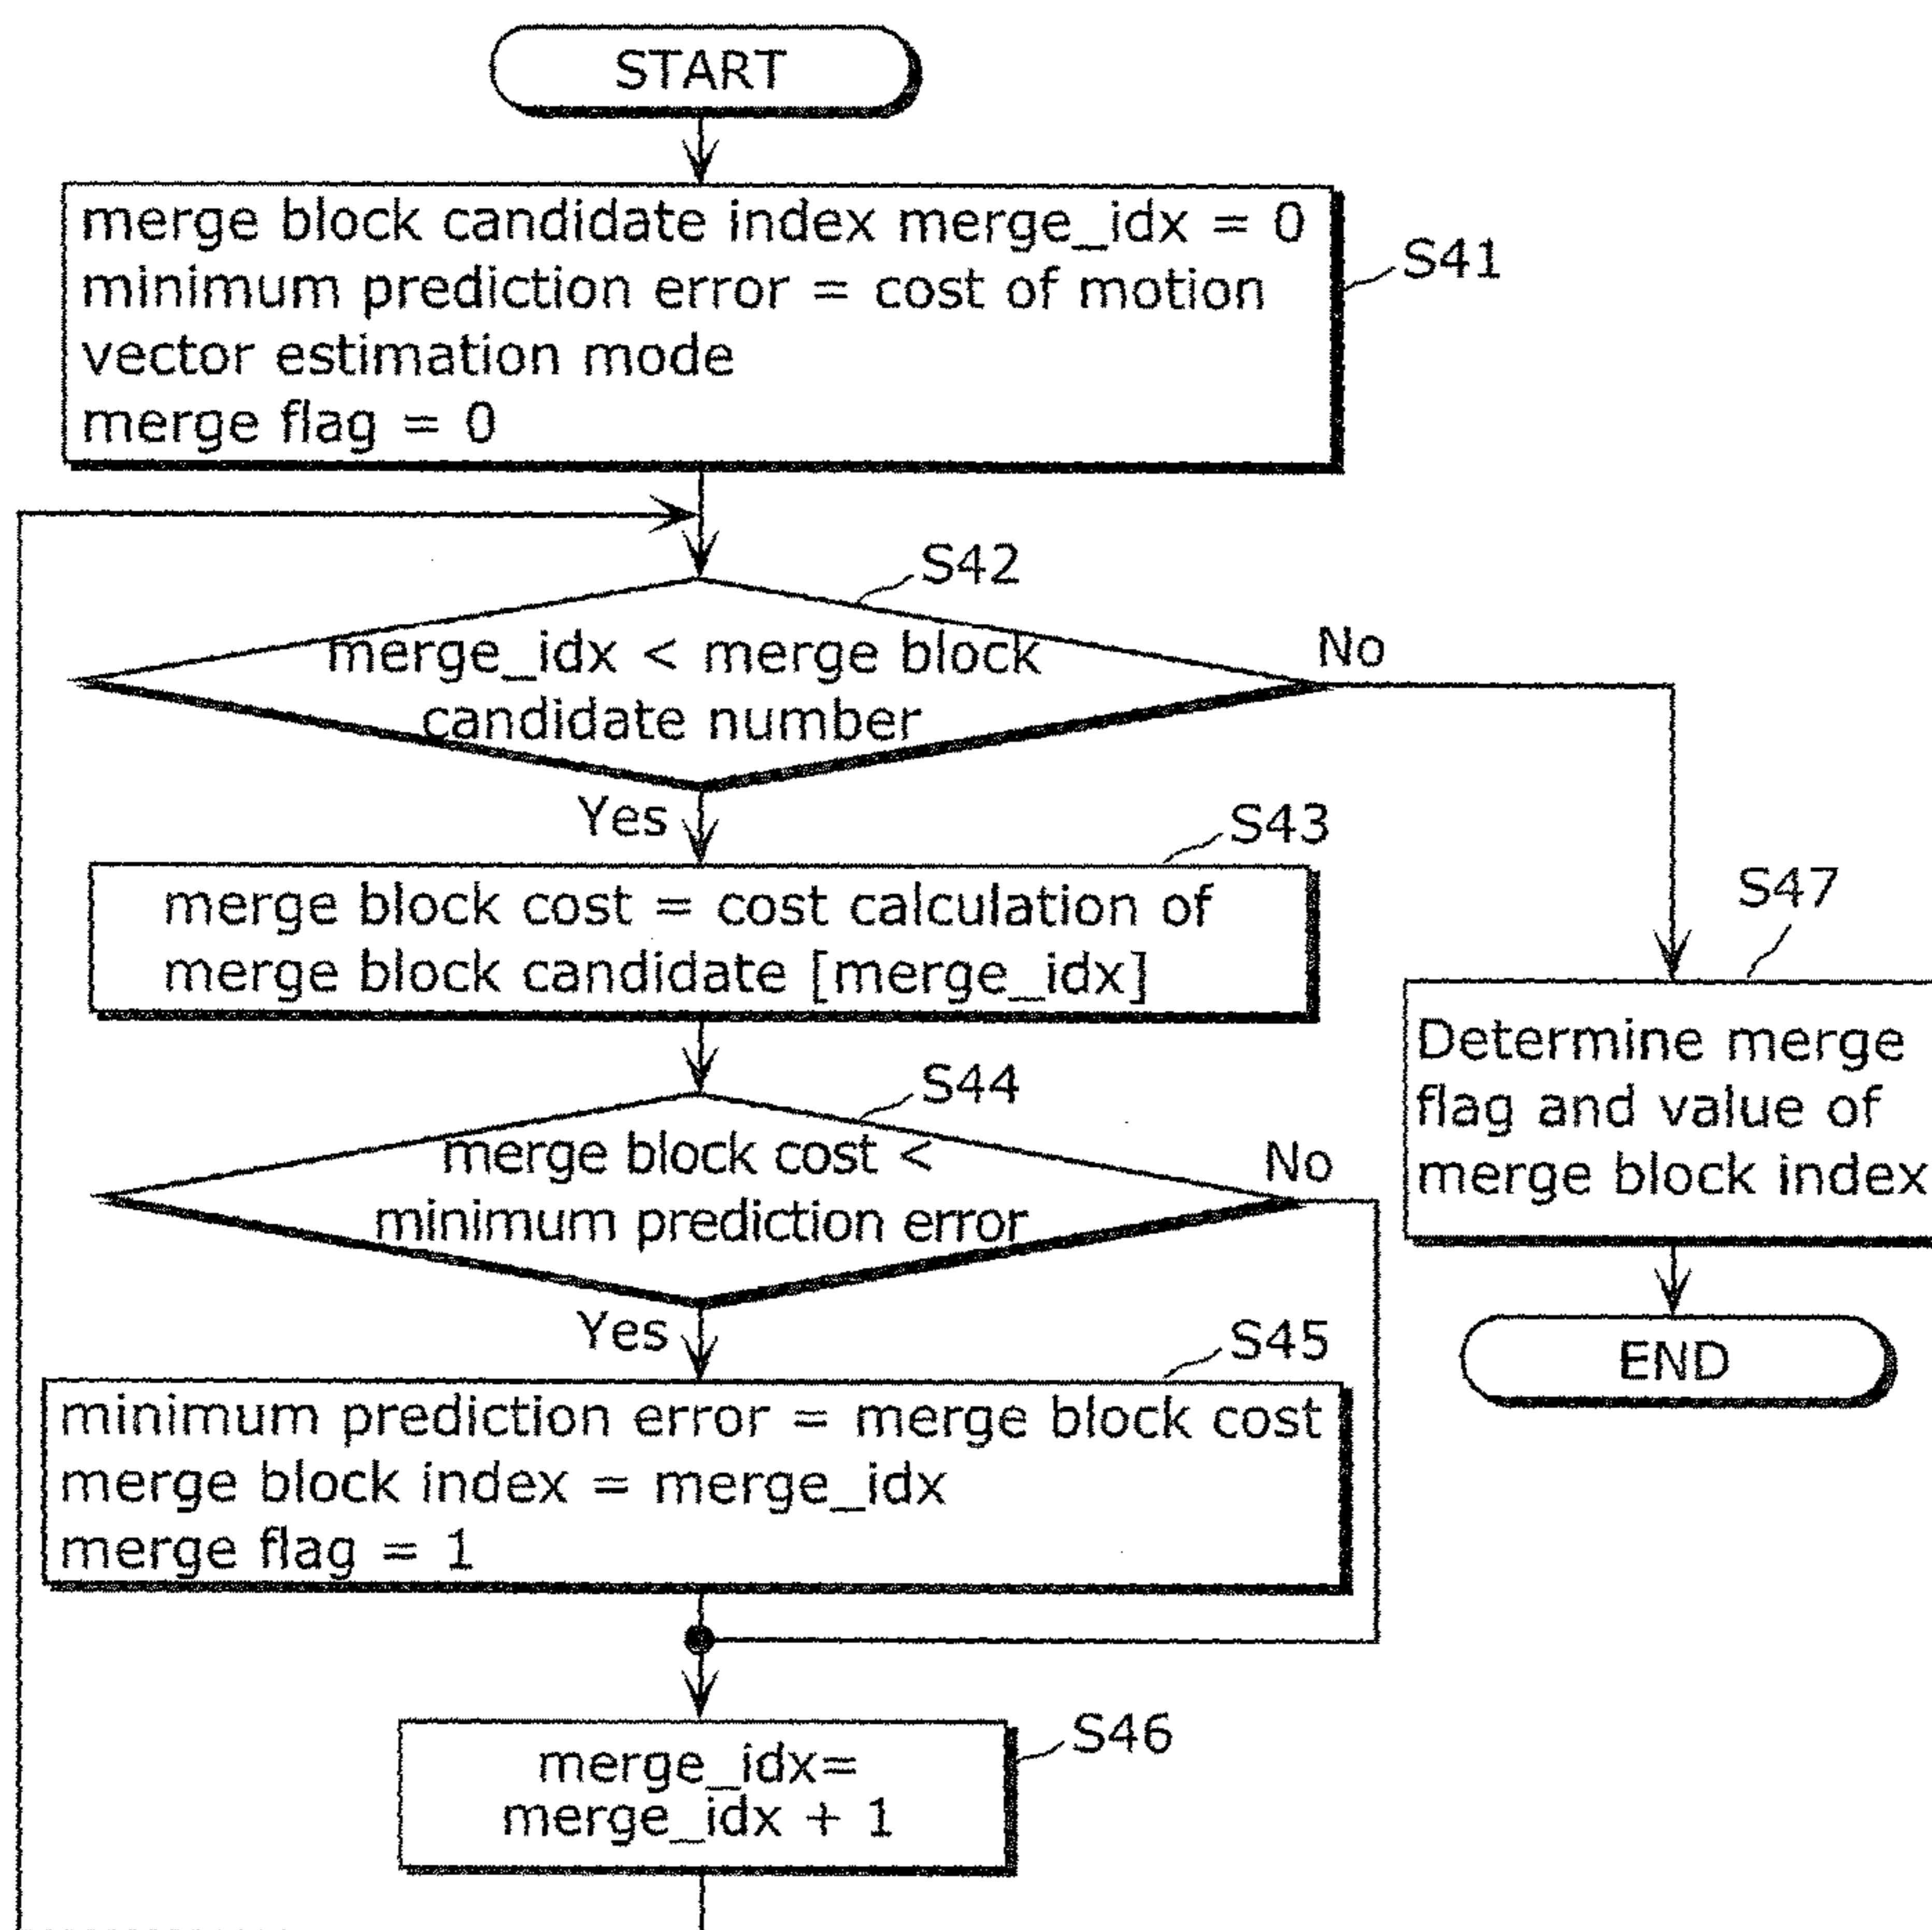 START
merge block candidate index merge_idx = 0
minimum prediction error = cost of motion
vector estimation mode
merge flag = 0
S41
S42
merge_idx < merge block
candidate number
No
Yes
S43
merge block cost = cost calculation of
merge block candidate [merge_idx]
S44
merge block cost <
minimum prediction error
No
Yes
S45
minimum prediction error = merge block cost
merge block index = merge_idx
merge flag = 1
S46
merge_idx=
merge_idx + 1
S47
Determine merge
flag and value of
merge block index
END